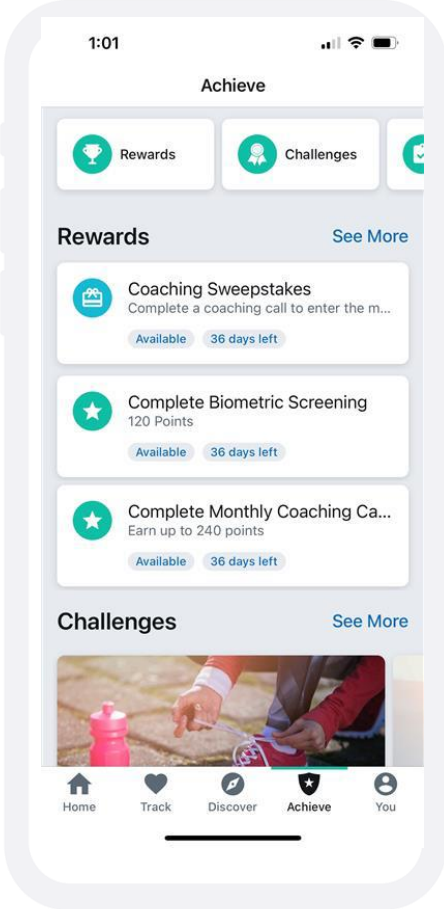 1:01
Achieve
Rewards
Challenges
Rewards
See More
Coaching Sweepstakes
Complete a coaching call to enter the m...
Available
36 days left
Complete Biometric Screening
120 Points
Available
36 days left
Complete Monthly Coaching Ca...
Earn up to 240 points
Available
36 days left
Challenges
See More
Home
Track
Discover
Achieve
You